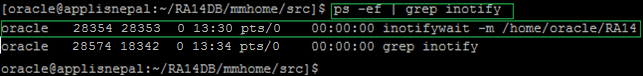 [oracle@applisnepal ~/RA14DB/mmhome/src]$ ps -ef | grep inotify
oracle 28354 28353 0 13:30 pts/0 00:00:00 inotifywait -m /home/oracle/RA14
oracle 28574 18342 0 13:34 pts/0 00:00:00 grep inotify
oracle@applisnepal ~/RA14DB/mmhome/src]$